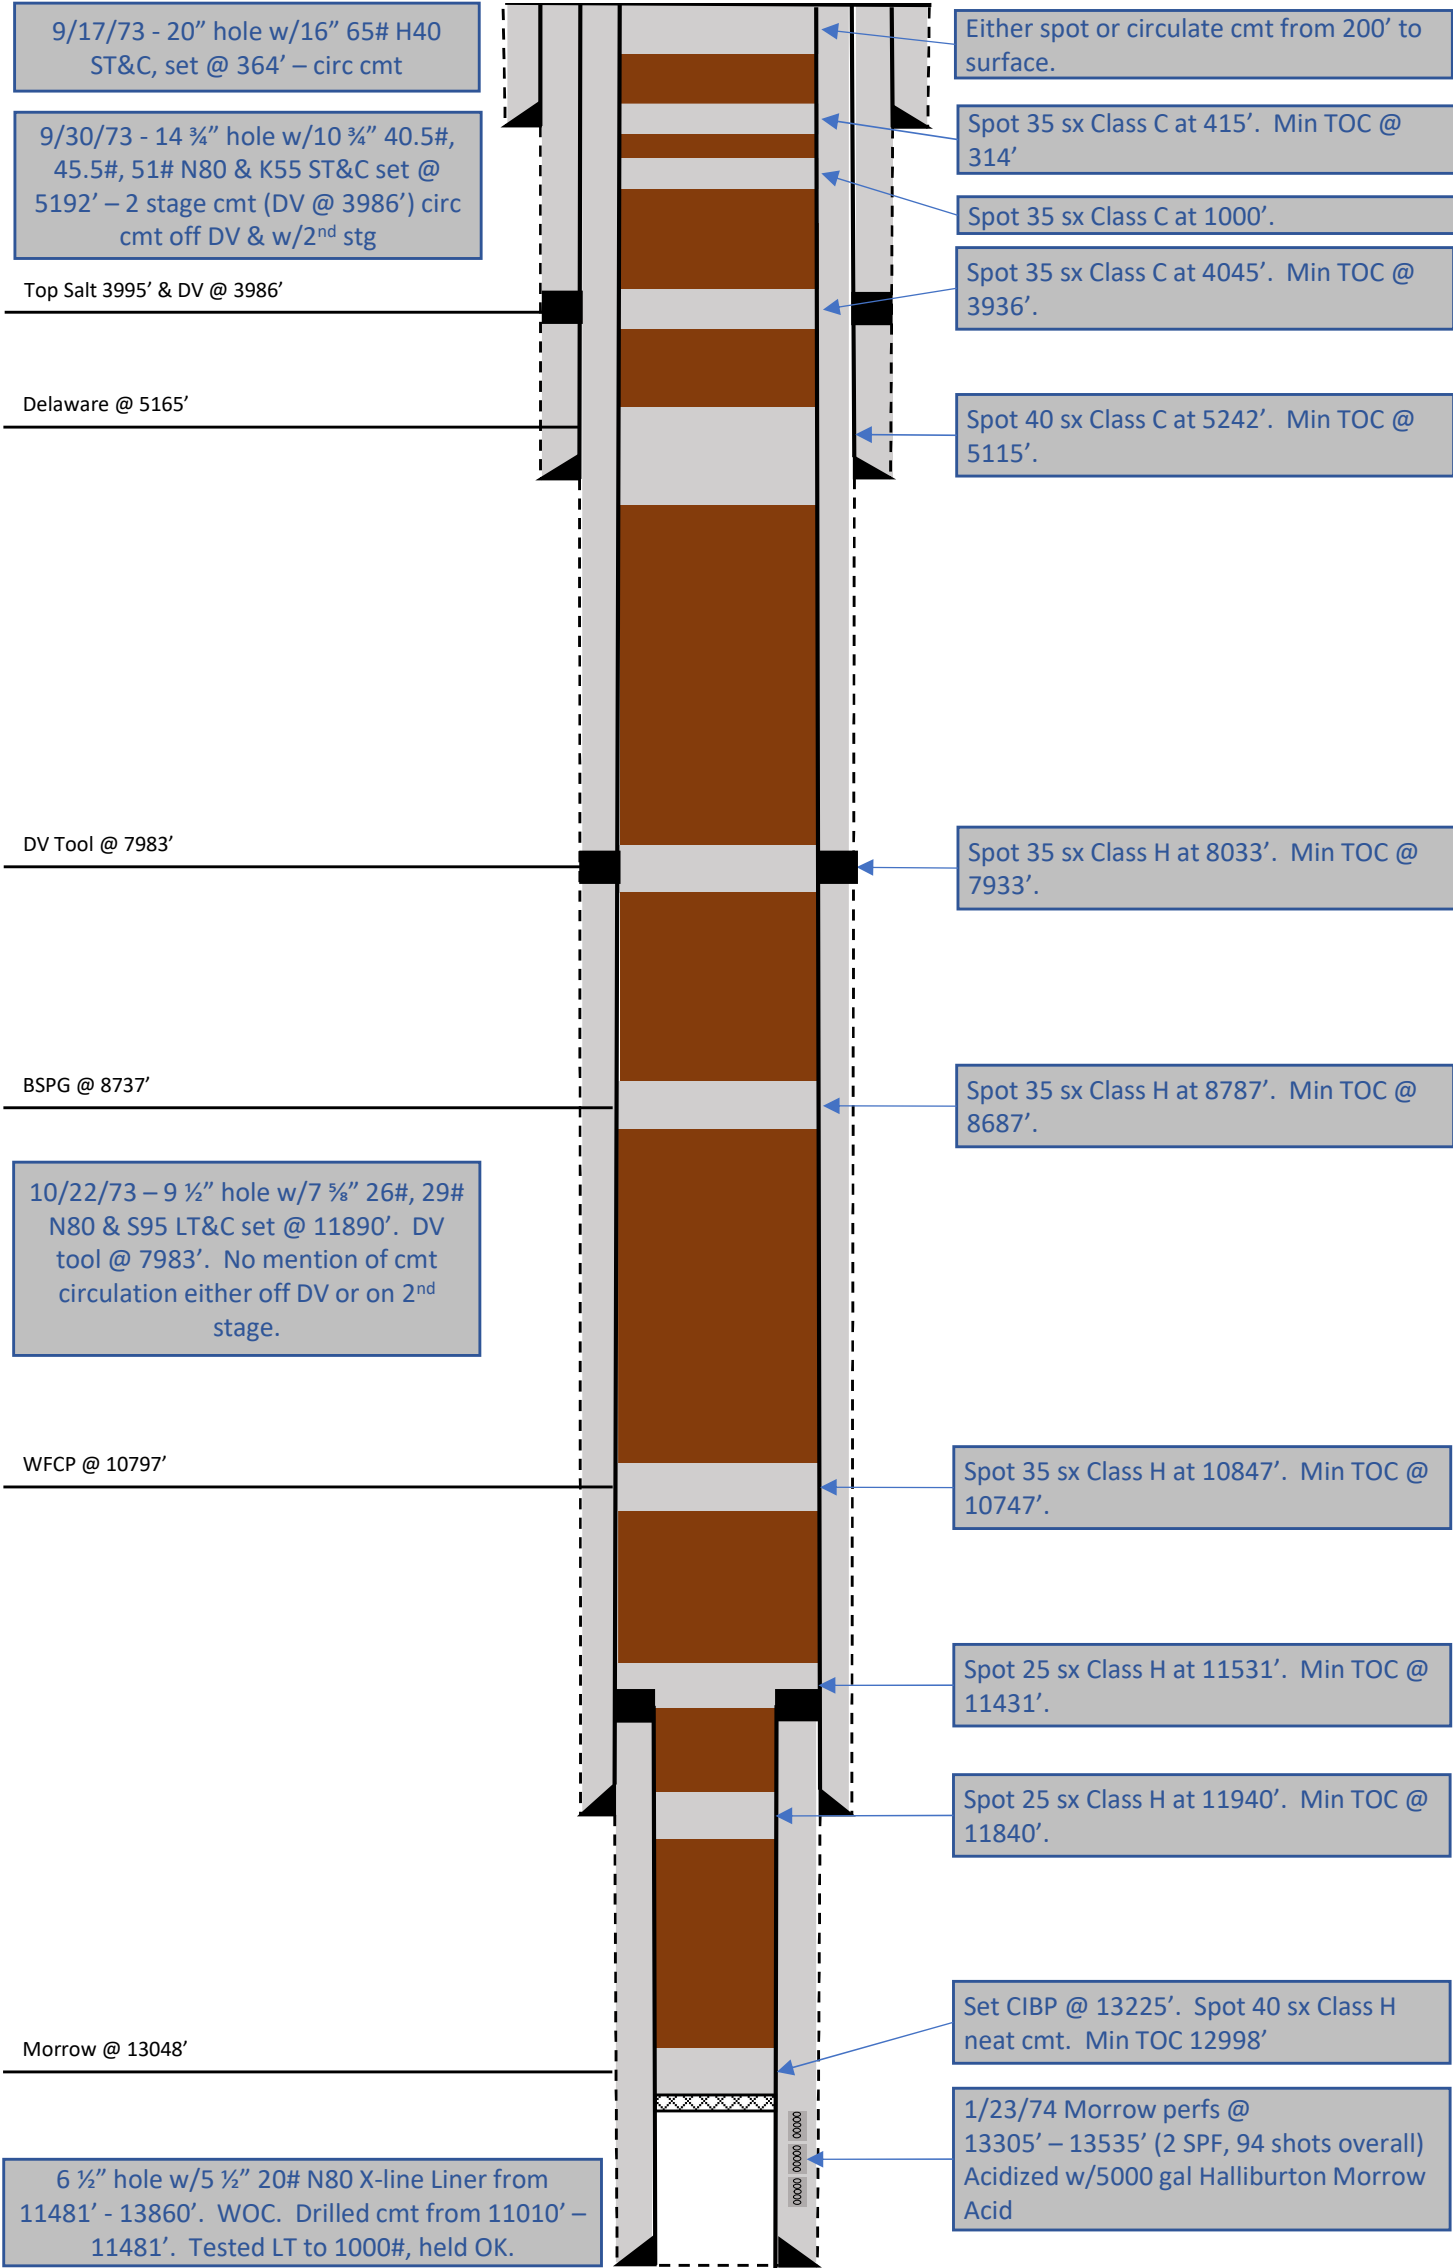 9/17/73 - 20” hole w/16” 65# H40
ST&C, set @ 364’ – circ cmt
9/30/73 - 14 ¾” hole w/10 ¾” 40.5#,
45.5#, 51# N80 & K55 ST&C set @
5192’ – 2 stage cmt (DV @ 3986’) circ
cmt off DV & w/2nd stg
Top Salt 3995’ & DV @ 3986’
Delaware @ 5165’
DV Tool @ 7983’
BSPG @ 8737’
10/22/73 – 9 ½” hole w/7 ⅝” 26#, 29#
N80 & S95 LT&C set @ 11890’. DV
tool @ 7983’. No mention of cmt
circulation either off DV or on 2nd
stage.
WFCP @ 10797’
Morrow @ 13048’
6 ½” hole w/5 ½” 20# N80 X-line Liner from
11481’ - 13860’. WOC. Drilled cmt from 11010’ –
11481’. Tested LT to 1000#, held OK.
Either spot or circulate cmt from 200’ to
surface.
Spot 35 sx Class C at 415’. Min TOC @
314’
Spot 35 sx Class C at 1000’.
Spot 35 sx Class C at 4045’. Min TOC @
3936’.
Spot 40 sx Class C at 5242’. Min TOC @
5115’.
Spot 35 sx Class H at 8033’. Min TOC @
7933’.
Spot 35 sx Class H at 8787’. Min TOC @
8687’.
Spot 35 sx Class H at 10847’. Min TOC @
10747’.
Spot 25 sx Class H at 11531’. Min TOC @
11431’.
Spot 25 sx Class H at 11940’. Min TOC @
11840’.
Set CIBP @ 13225’. Spot 40 sx Class H
neat cmt. Min TOC 12998’
1/23/74 Morrow perfs @
13305’ – 13535’ (2 SPF, 94 shots overall)
Acidized w/5000 gal Halliburton Morrow
Acid
00000
00000
00000